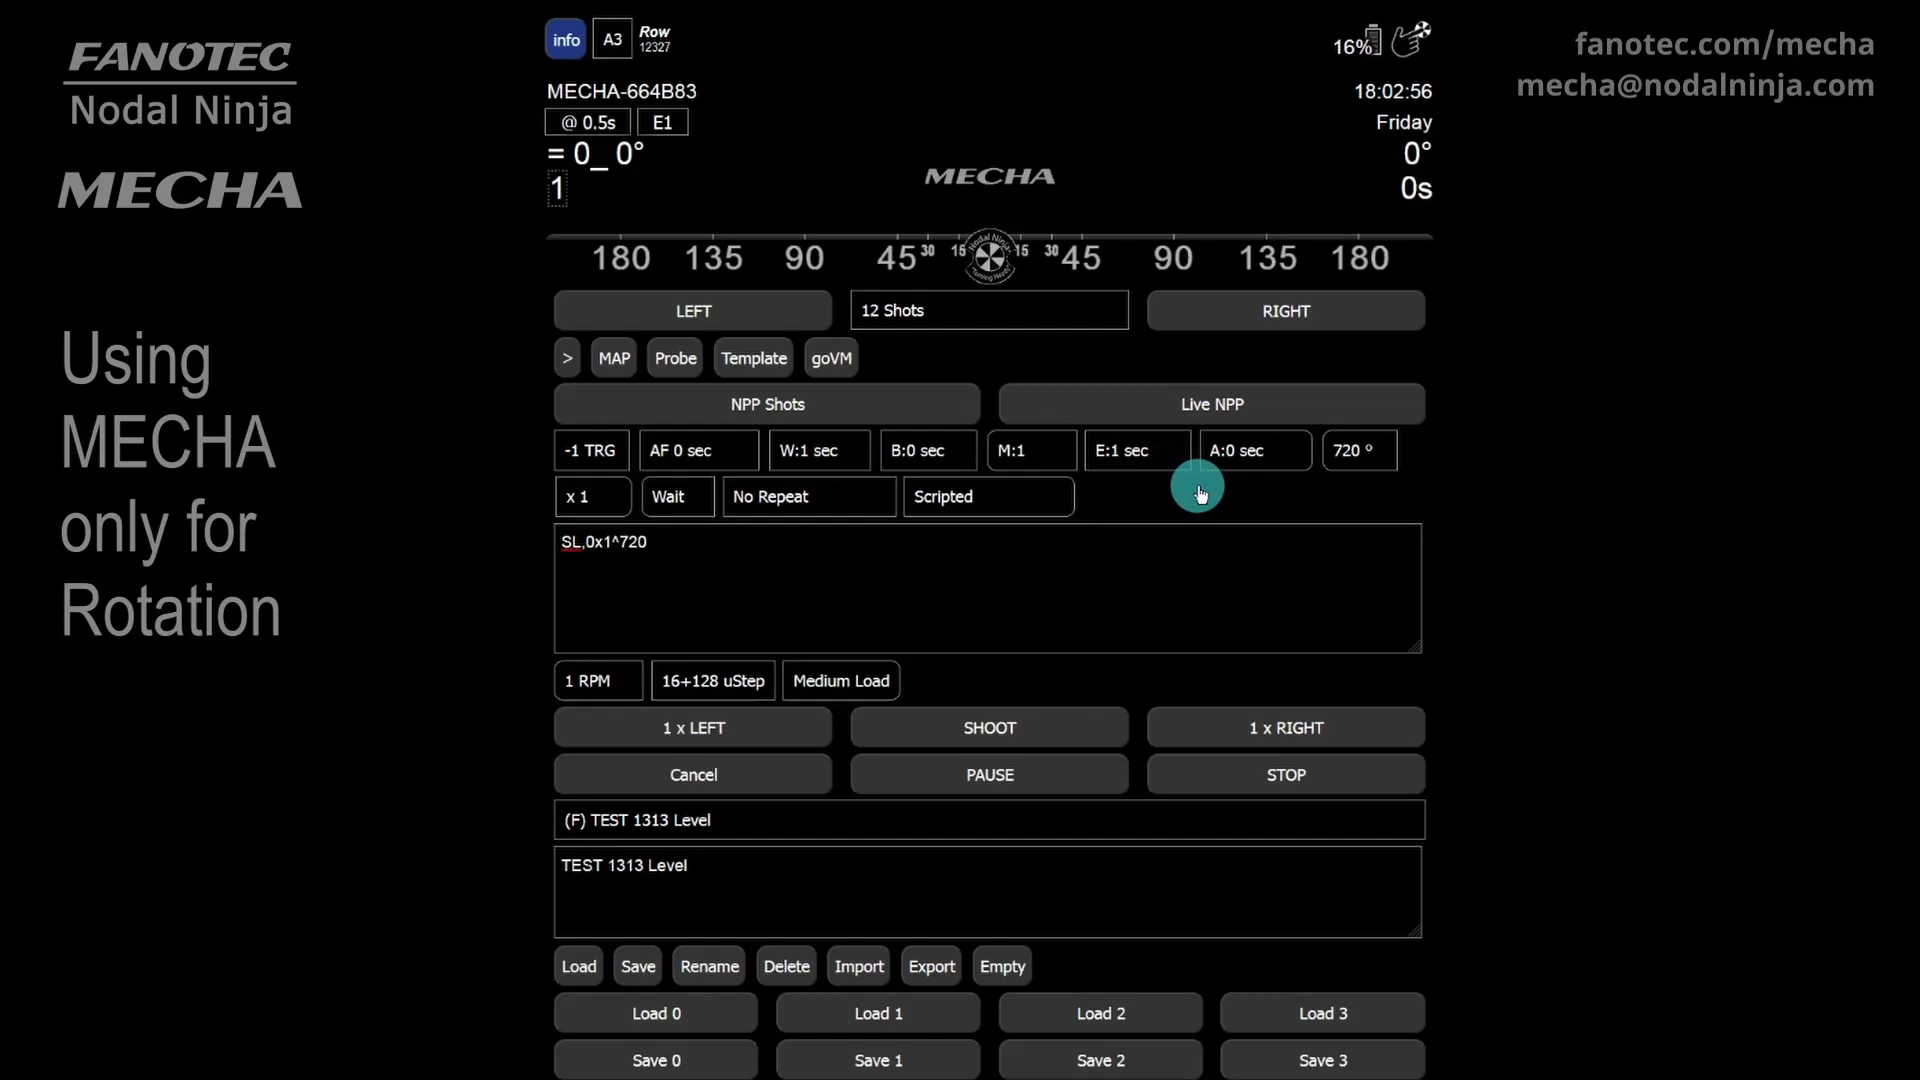 FANOTEC
Nodal Ninja
MECHA
Using
MECHA
only for
Rotation
info A3 Row
12327
16%
MECHA-664B83 18:02:56
@ 0.5s E1 Friday
= 0_ 0° 0°
MECHA
1 0s
180 135 90 45 30 15 Nodal Ninja 15 30 45 90 135 180
LEFT 12 Shots RIGHT
> MAP Probe Template goVM
NPP Shots Live NPP
-1 TRG AF 0 sec W:1 sec B:0 sec M:1 E:1 sec A:0 sec 720 º
x 1 Wait No Repeat Scripted
SL,0x1^720
1 RPM 16+128 uStep Medium Load
1 x LEFT SHOOT 1 x RIGHT
Cancel PAUSE STOP
(F) TEST 1313 Level
TEST 1313 Level
Load Save Rename Delete Import Export Empty
Load 0 Load 1 Load 2 Load 3
Save 0 Save 1 Save 2 Save 3
fanotec.com/mecha
mecha@nodalninja.com